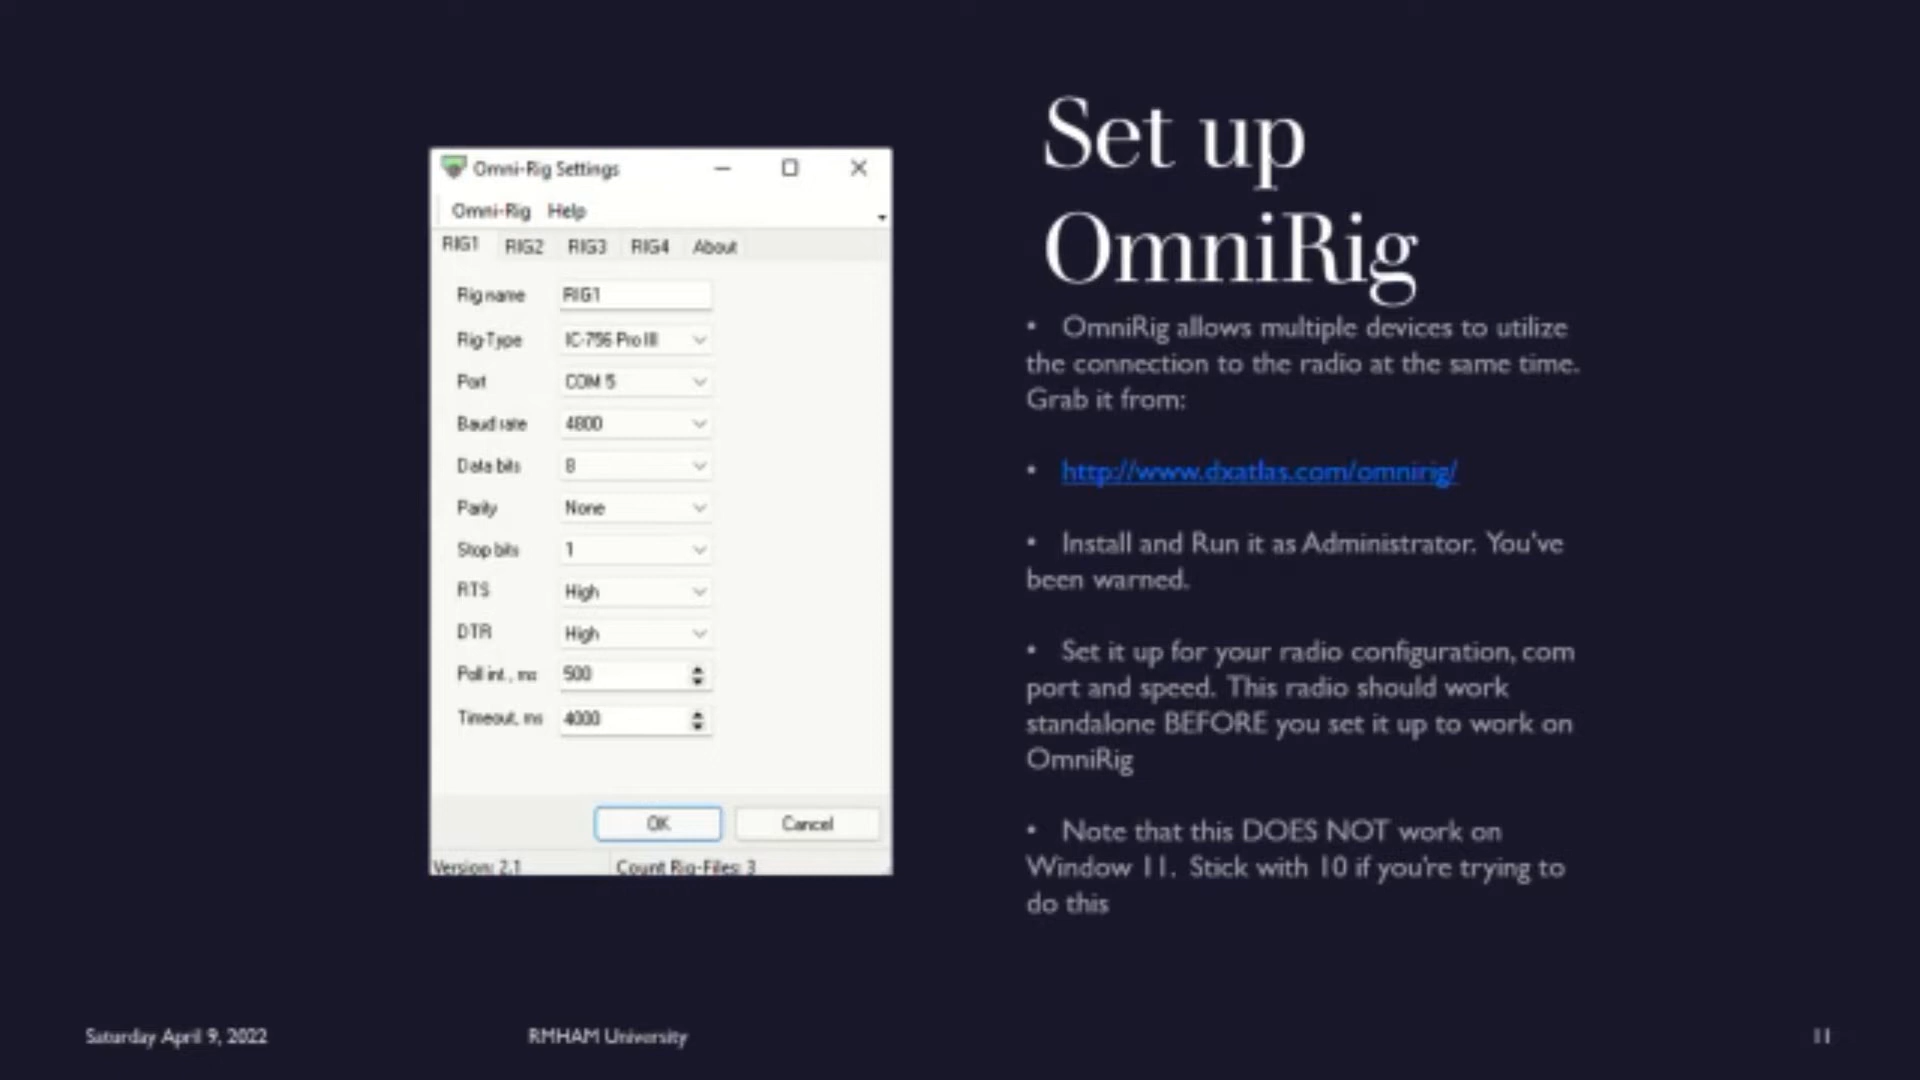 Omni-Rig Settings
Omni-Rig Help
RIG1 RIG2 RIG3 RIG4 About
Rig name RIG1
Rig-Type IC-756 Pro III
Port COM 5
Baud rate 4800
Data bits 8
Parity None
Stop bits 1
RTS High
DTR High
Poll int., ms 500
Timeout, ms 4000
OK Cancel
Version: 2.1 Count Rig-Files: 3
Set up
OmniRig
• OmniRig allows multiple devices to utilize
the connection to the radio at the same time.
Grab it from:
• http://www.dxatlas.com/omnirig/
• Install and Run it as Administrator. You've
been warned.
• Set it up for your radio configuration, com
port and speed. This radio should work
standalone BEFORE you set it up to work on
OmniRig
• Note that this DOES NOT work on
Window 11. Stick with 10 if you're trying to
do this
Saturday April 9, 2022 RMHAM University 11